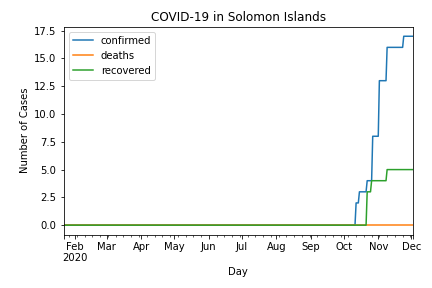 COVID-19 in Solomon Islands
confirmed
deaths
recovered
17.5
15.0
12.5
10.0
7.5
5.0
2.5
0.0
Number of Cases
Feb Mar Apr May Jun Jul Aug Sep Oct Nov Dec
2020
Day